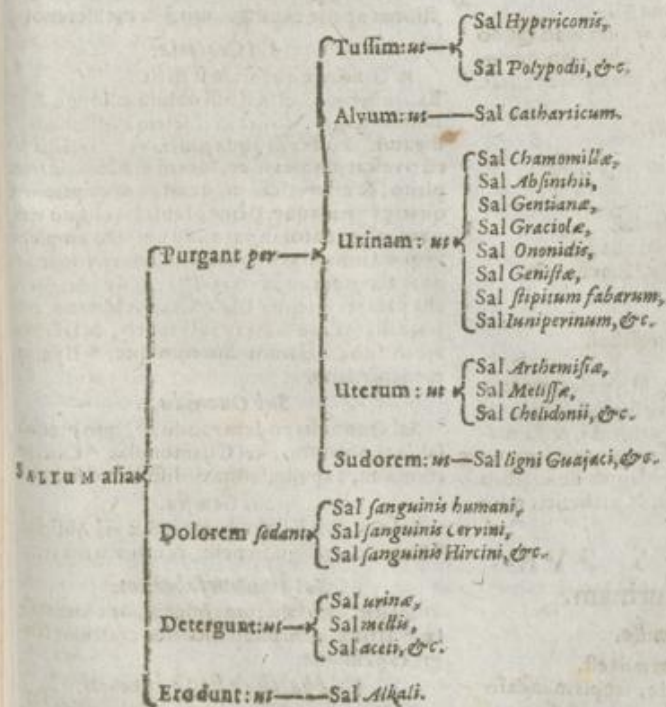 Tussim: ut
Sal Hypericonis,
Sal Polypodii, &c.
Alvum: ut
Sal Catharticum.
Urinam: ut
Sal Chamomillæ,
Sal Absinthii,
Sal Gentianæ,
Sal Graciolæ,
Sal Ononidis,
Sal Genistæ,
Sal stipitum fabarum,
Sal Iuniperinum, &c.
Purgant per
Uterum: ut
Sal Arthemisiæ,
Sal Melissæ,
Sal Chelidonii, &c.
Sudorem: ut
Sal ligni Guajaci, &c.
SALIUM alia
Dolorem sedant
Sal sanguinis humani,
Sal sanguinis Cervini,
Sal sanguinis Hircini, &c.
Detergunt: ut
Sal urinæ,
Sal mellis,
Sal aceti, &c.
Erodunt: ut
Sal Alkali.